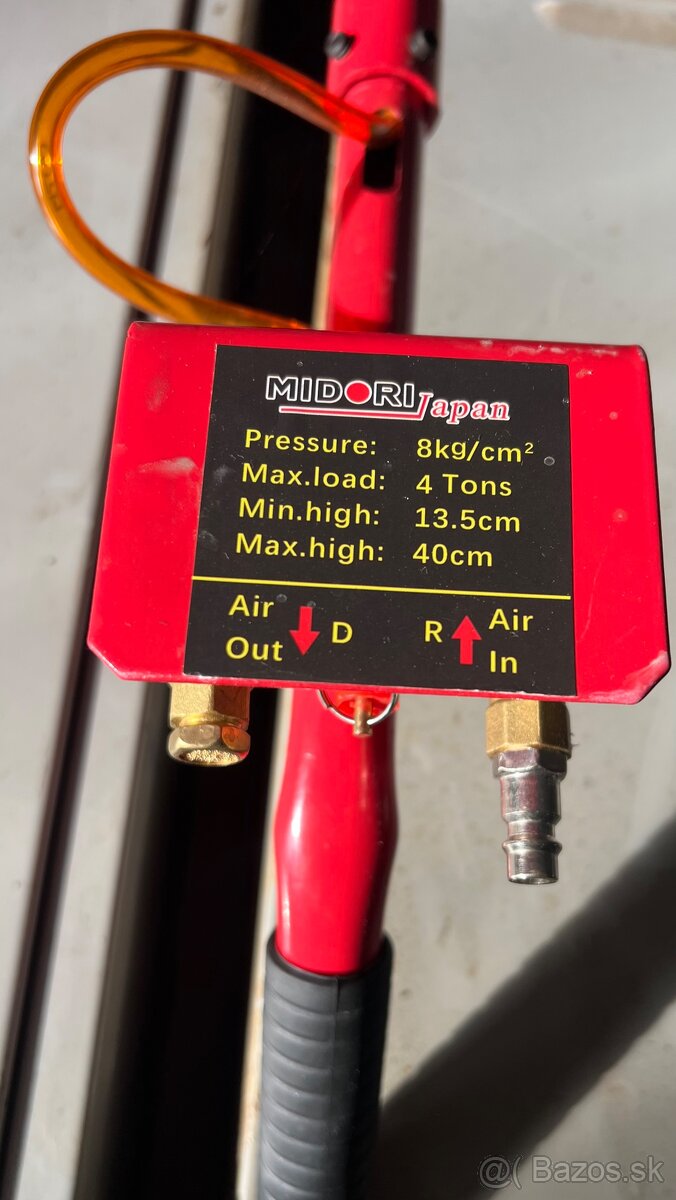 MIDORI Japan
Pressure: 8kg/cm²
Max.load: 4 Tons
Min.high: 13.5cm
Max.high: 40cm
Air Out D R Air In
@( Bazos.sk